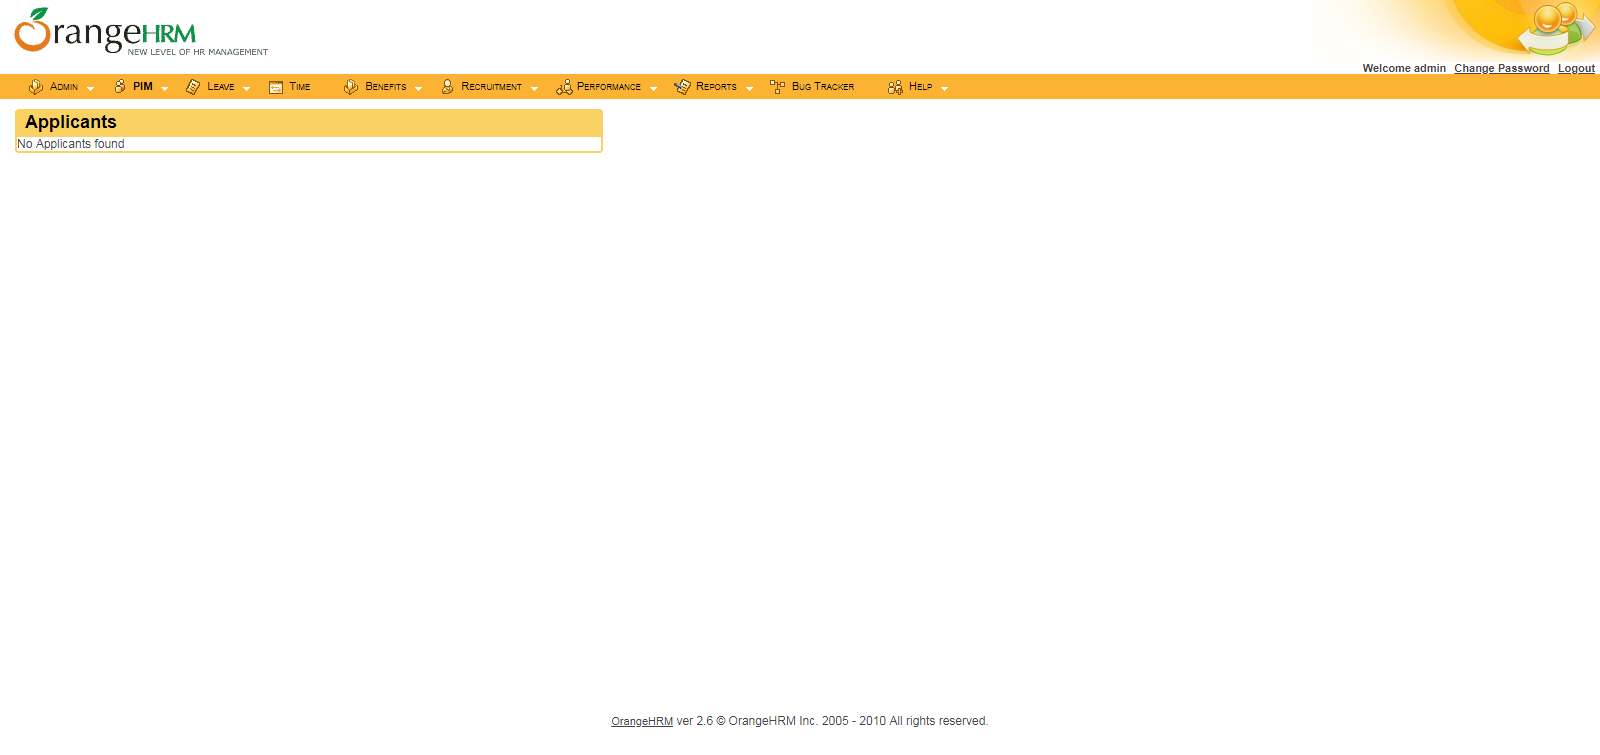 OrangeHRM
NEW LEVEL OF HR MANAGEMENT
Welcome admin Change Password Logout
Admin PIM Leave Time Benefits Recruitment Performance Reports Bug Tracker Help
Applicants
No Applicants found
OrangeHRM ver 2.6 © OrangeHRM Inc. 2005 - 2010 All rights reserved.